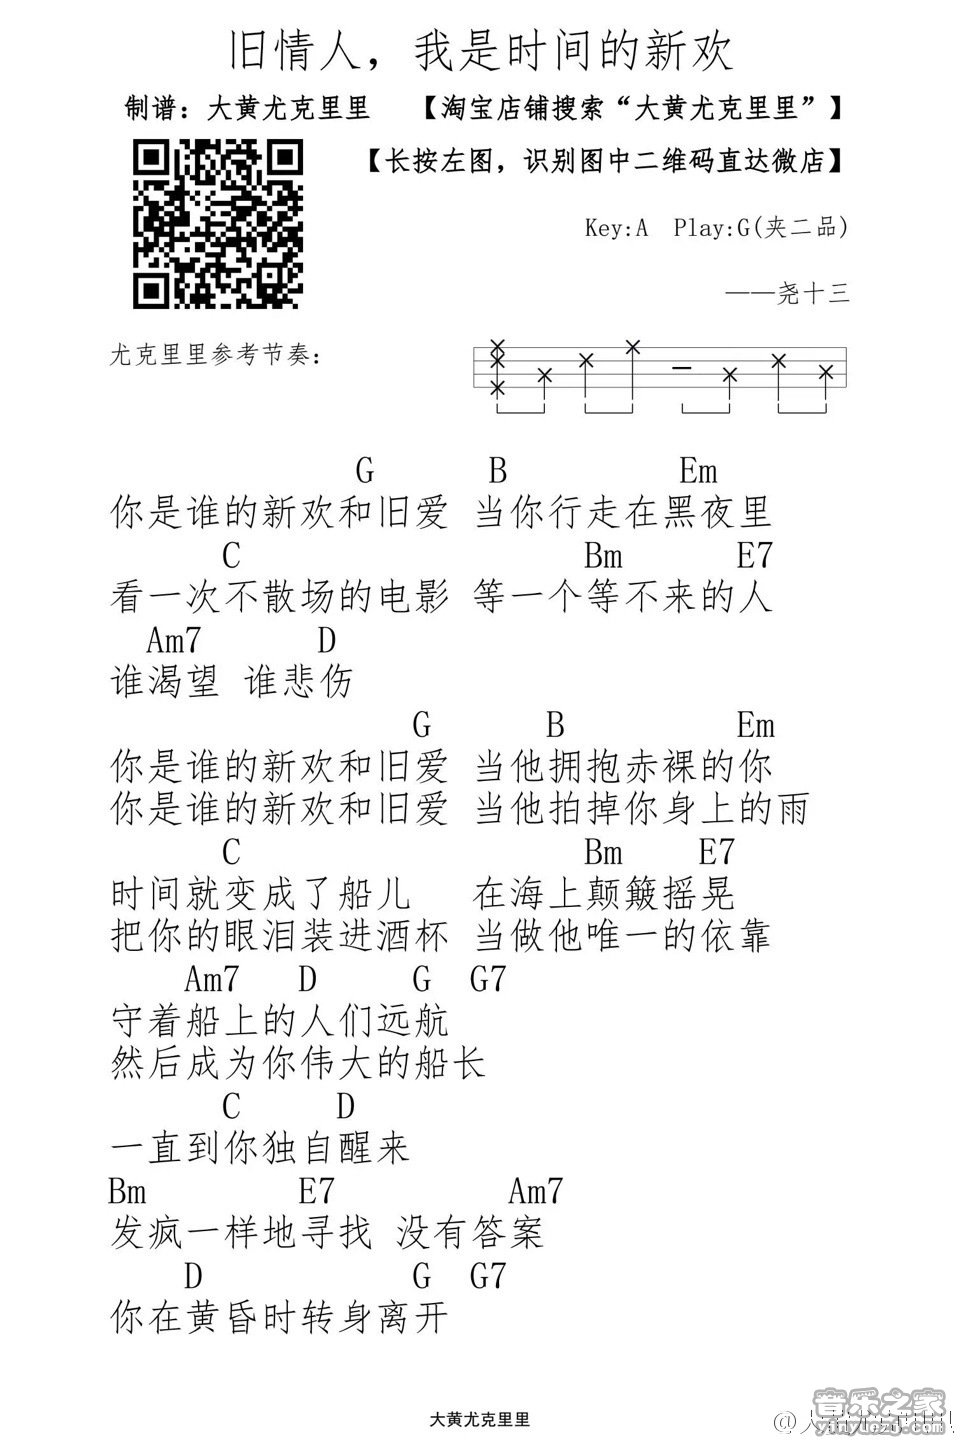 旧情人，我是时间的新欢
制谱：大黄尤克里里 【淘宝店铺搜索“大黄尤克里里”】
【长按左图，识别图中二维码直达微店】
Key:A Play:G(夹二品)
——尧十三
尤克里里参考节奏：
G B Em
你是谁的新欢和旧爱 当你行走在黑夜里
C Bm E7
看一次不散场的电影 等一个等不来的人
Am7 D
谁渴望 谁悲伤
G B Em
你是谁的新欢和旧爱 当他拥抱赤裸的你
你是谁的新欢和旧爱 当他拍掉你身上的雨
C Bm E7
时间就变成了船儿 在海上颠簸摇晃
把你的眼泪装进酒杯 当做他唯一的依靠
Am7 D G G7
守着船上的人们远航
然后成为你伟大的船长
C D
一直到你独自醒来
Bm E7 Am7
发疯一样地寻找 没有答案
D G G7
你在黄昏时转身离开
大黄尤克里里
音乐之家
yinyuezj.com